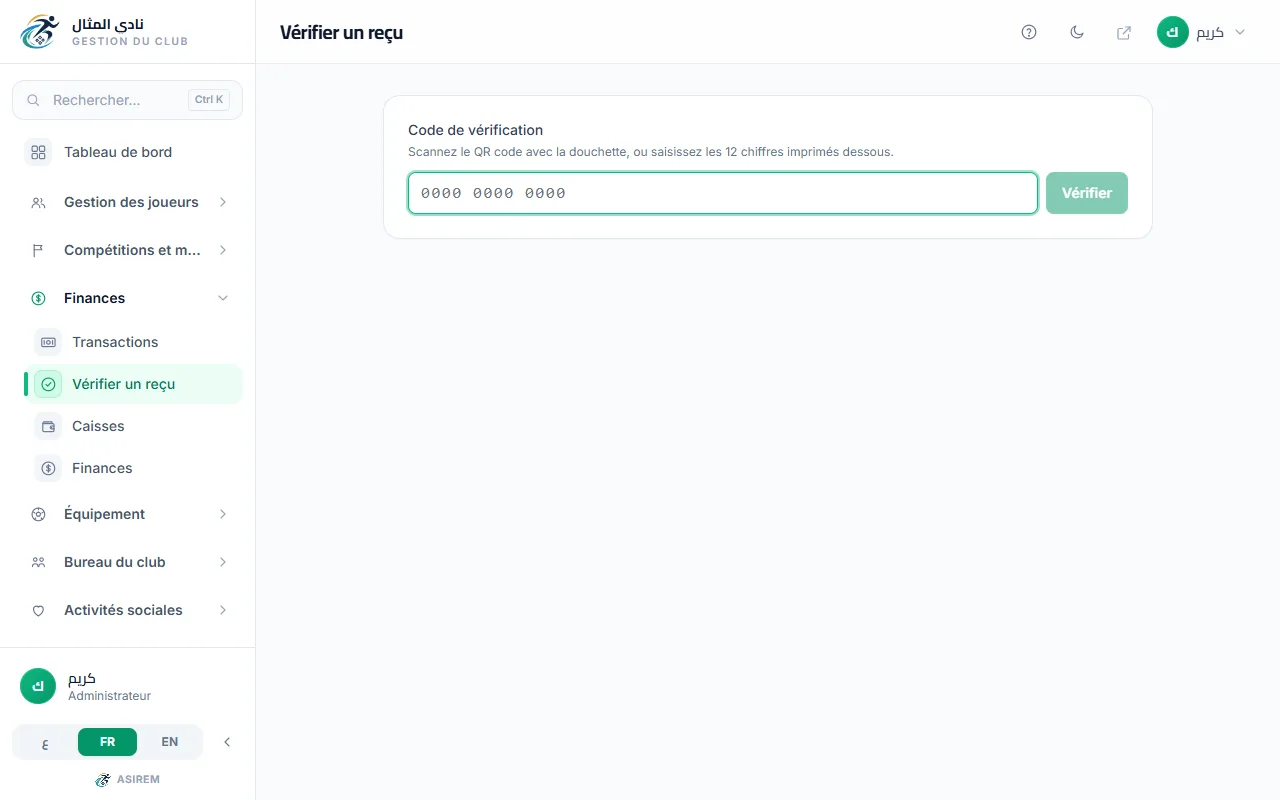 نادي المثال
GESTION DU CLUB
Rechercher...
Ctrl K
Tableau de bord
Gestion des joueurs
Compétitions et m...
Finances
Transactions
Vérifier un reçu
Caisses
Finances
Équipement
Bureau du club
Activités sociales
ك
كريم
Administrateur
ع
FR
EN
ASIREM
Vérifier un reçu
ك
كريم
Code de vérification
Scannez le QR code avec la douchette, ou saisissez les 12 chiffres imprimés dessous.
0000 0000 0000
Vérifier